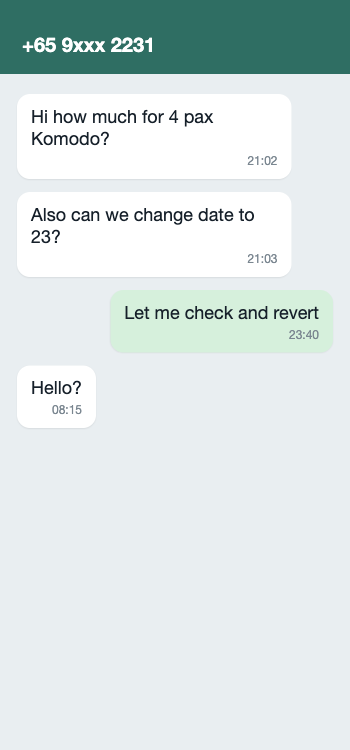 +65 9xxx 2231
Hi how much for 4 pax
Komodo?
21:02
Also can we change date to
23?
21:03
Let me check and revert
23:40
Hello?
08:15